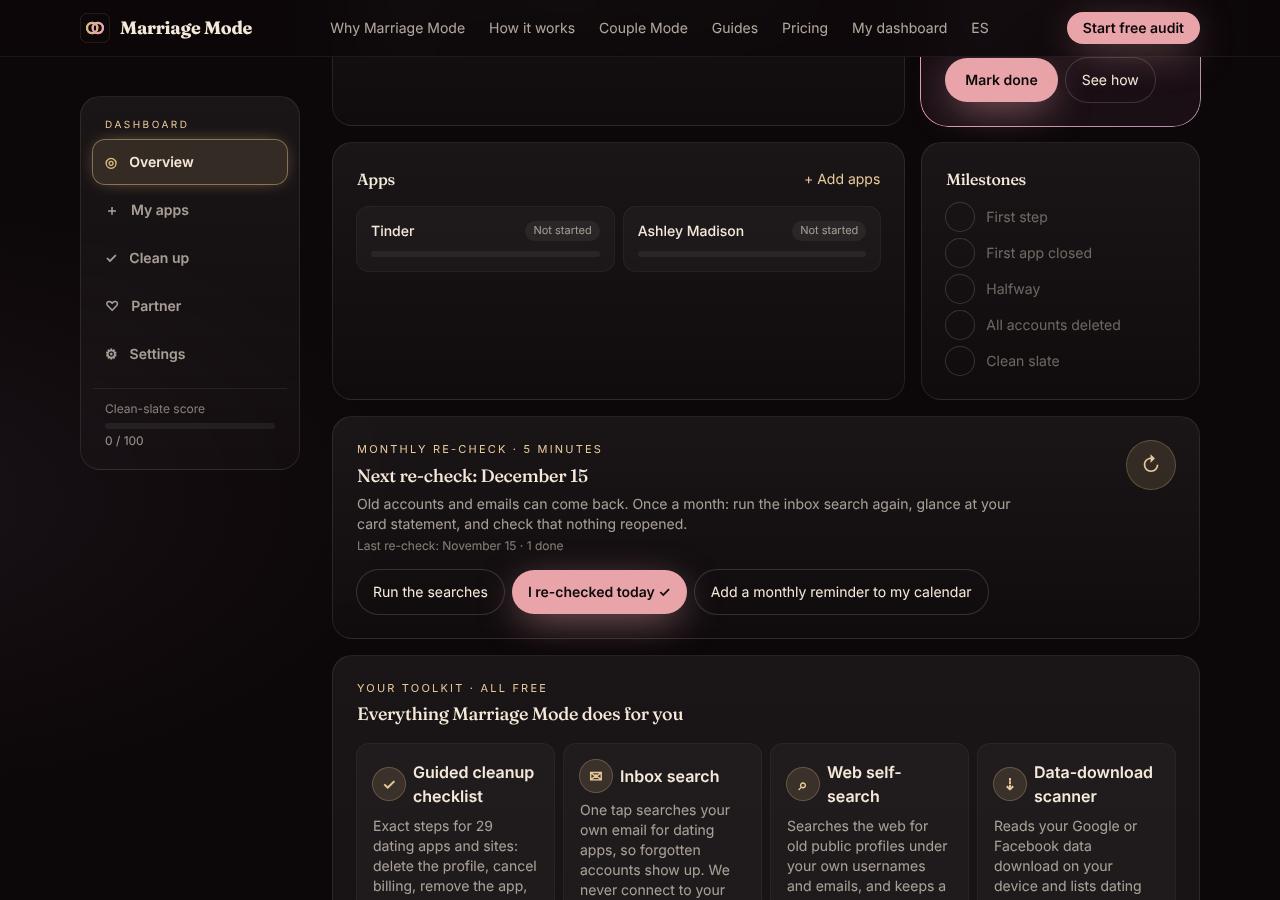 Marriage Mode
Why Marriage Mode
How it works
Couple Mode
Guides
Pricing
My dashboard
ES
Start free audit
Mark done
See how
DASHBOARD
Overview
My apps
Clean up
Partner
Settings
Clean-slate score
0 / 100
Apps
+ Add apps
Tinder
Not started
Ashley Madison
Not started
Milestones
First step
First app closed
Halfway
All accounts deleted
Clean slate
MONTHLY RE-CHECK · 5 MINUTES
Next re-check: December 15
Old accounts and emails can come back. Once a month: run the inbox search again, glance at your
card statement, and check that nothing reopened.
Last re-check: November 15 · 1 done
Run the searches
I re-checked today ✓
Add a monthly reminder to my calendar
YOUR TOOLKIT · ALL FREE
Everything Marriage Mode does for you
Guided cleanup
checklist
Exact steps for 29
dating apps and sites:
delete the profile, cancel
billing, remove the app,
Inbox search
One tap searches your
own email for dating
apps, so forgotten
accounts show up. We
never connect to your
Web self-
search
Searches the web for
old public profiles under
your own usernames
and emails, and keeps a
Data-download
scanner
Reads your Google or
Facebook data
download on your
device and lists dating